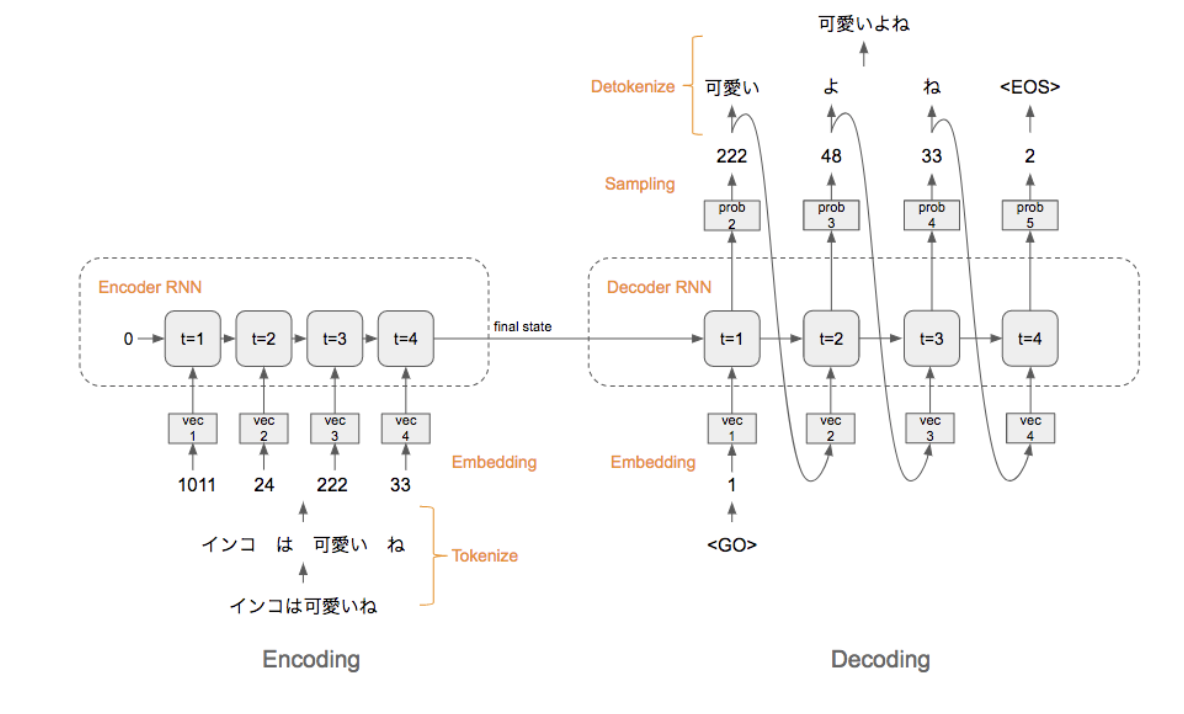 可愛いよね
Detokenize
可愛い よ ね <EOS>
222 48 33 2
Sampling
prob 2
prob 3
prob 4
prob 5
Encoder RNN
0
t=1 t=2 t=3 t=4
final state
Decoder RNN
t=1 t=2 t=3 t=4
vec 1
vec 2
vec 3
vec 4
Embedding
1011 24 222 33
インコ は 可愛い ね
Tokenize
インコは可愛いね
Encoding
vec 1
vec 2
vec 3
vec 4
Embedding
1
<GO>
Decoding